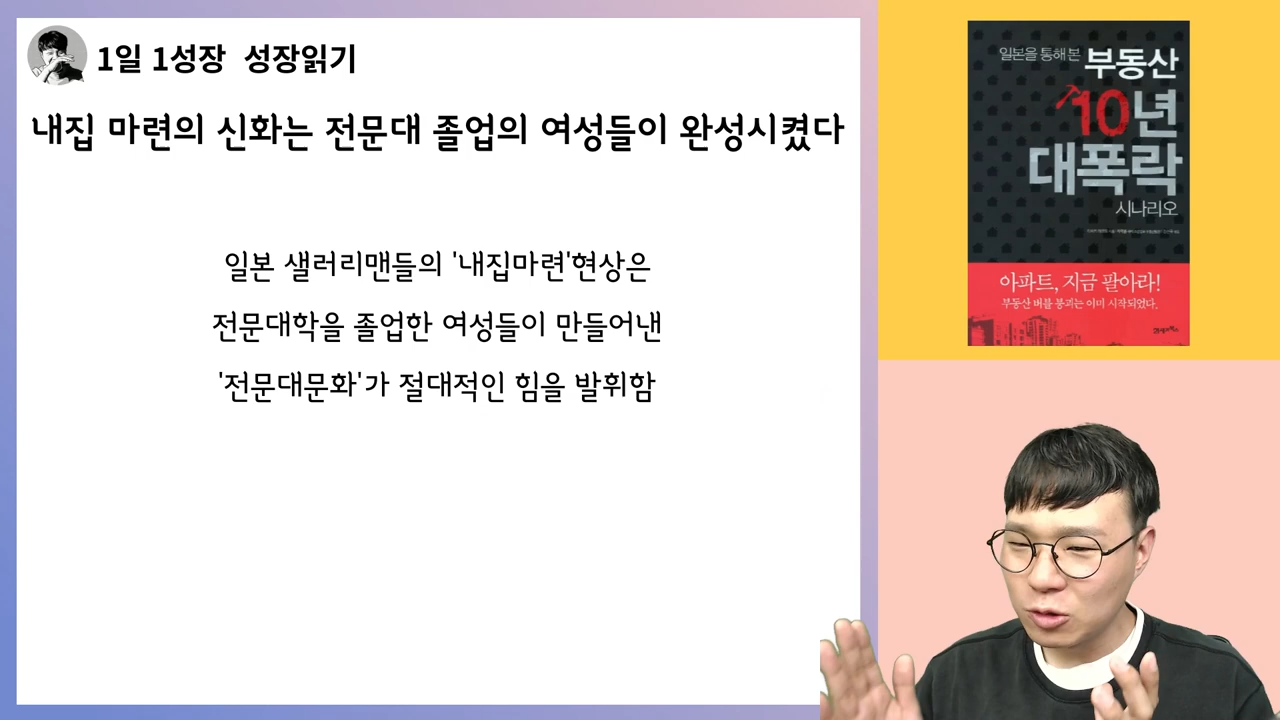 1일 1성장 성장읽기
내집 마련의 신화는 전문대 졸업의 여성들이 완성시켰다
일본 샐러리맨들의 '내집마련'현상은
전문대학을 졸업한 여성들이 만들어낸
'전문대문화'가 절대적인 힘을 발휘함
일본을 통해 본 부동산
10년
대폭락
시나리오
아파트, 지금 팔아라!
부동산 버블 붕괴는 이미 시작되었다.